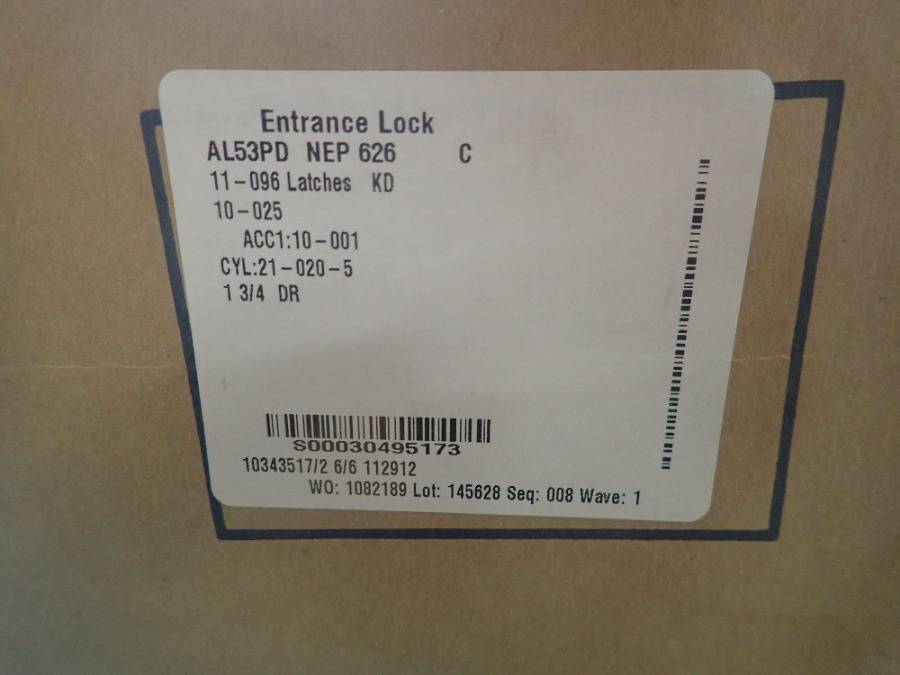 Entrance Lock
AL53PD NEP 626 C
11-096 Latches KD
10-025
ACC1:10-001
CYL:21-020-5
1 3/4 DR
S00030495173
10343517/2 6/6 112912
WO: 1082189 Lot: 145628 Seq: 008 Wave: 1